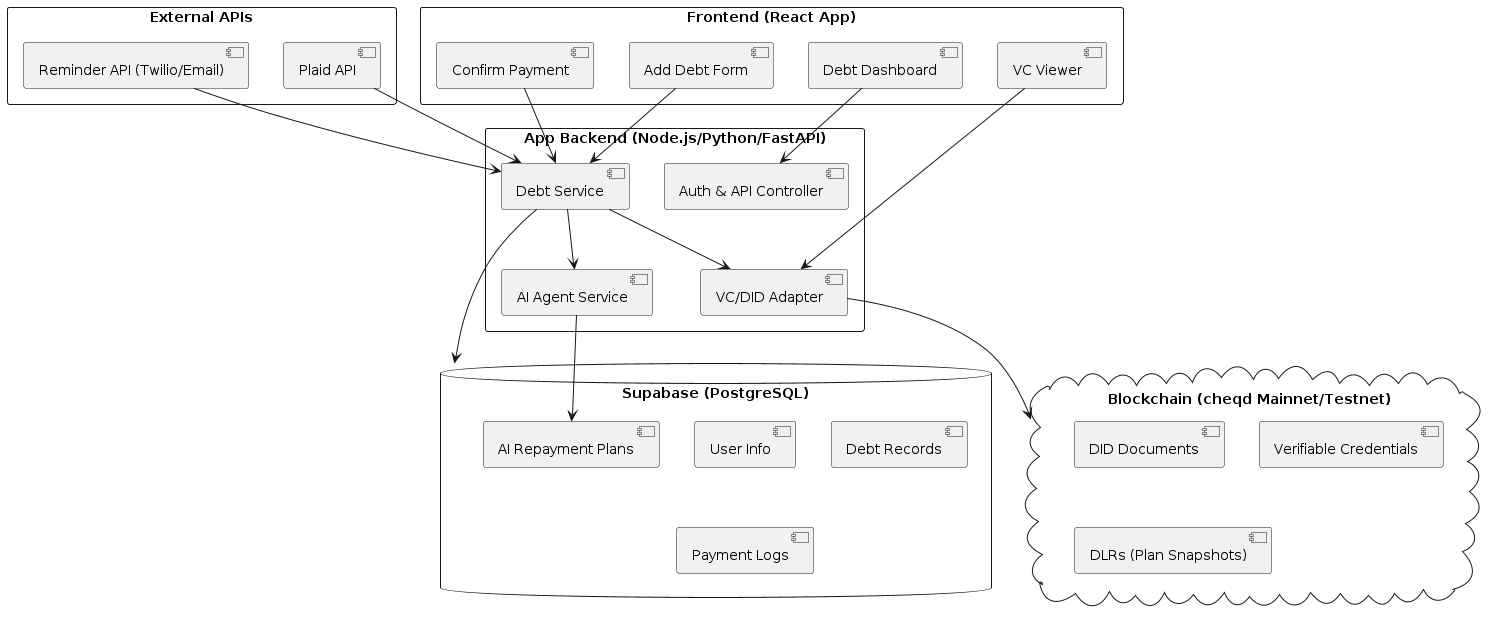 External APIs
Reminder API (Twilio/Email)
Plaid API
Frontend (React App)
Confirm Payment
Add Debt Form
Debt Dashboard
VC Viewer
App Backend (Node.js/Python/FastAPI)
Debt Service
Auth & API Controller
AI Agent Service
VC/DID Adapter
Supabase (PostgreSQL)
AI Repayment Plans
User Info
Debt Records
Payment Logs
Blockchain (cheqd Mainnet/Testnet)
DID Documents
Verifiable Credentials
DLRs (Plan Snapshots)